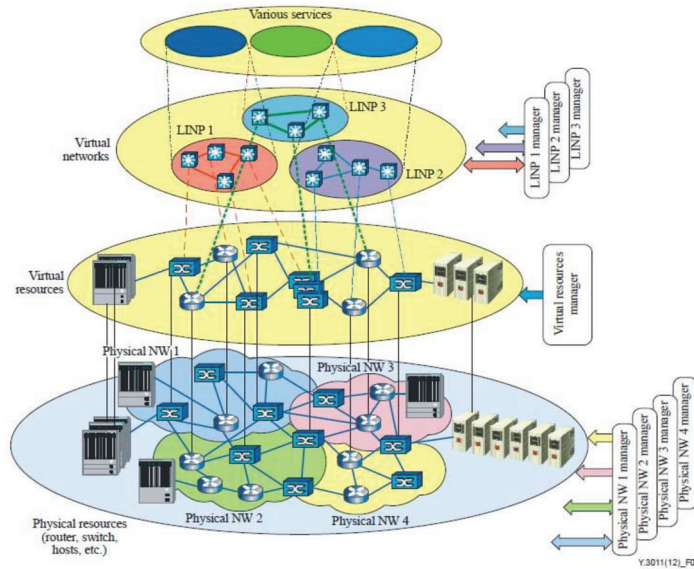 Various services
LINP 3
LINP 1
Virtual
networks
LINP 2
LINP 1 manager
LINP 2 manager
LINP 3 manager
Virtual
resources
Virtual resources
manager
Physical NW 1
Physical NW 3
Physical NW 2
Physical NW 4
Physical resources
(router, switch,
hosts, etc.)
Physical NW 1 manager
Physical NW 2 manager
Physical NW 3 manager
Physical NW 4 manager
Y.3011(12)_F0